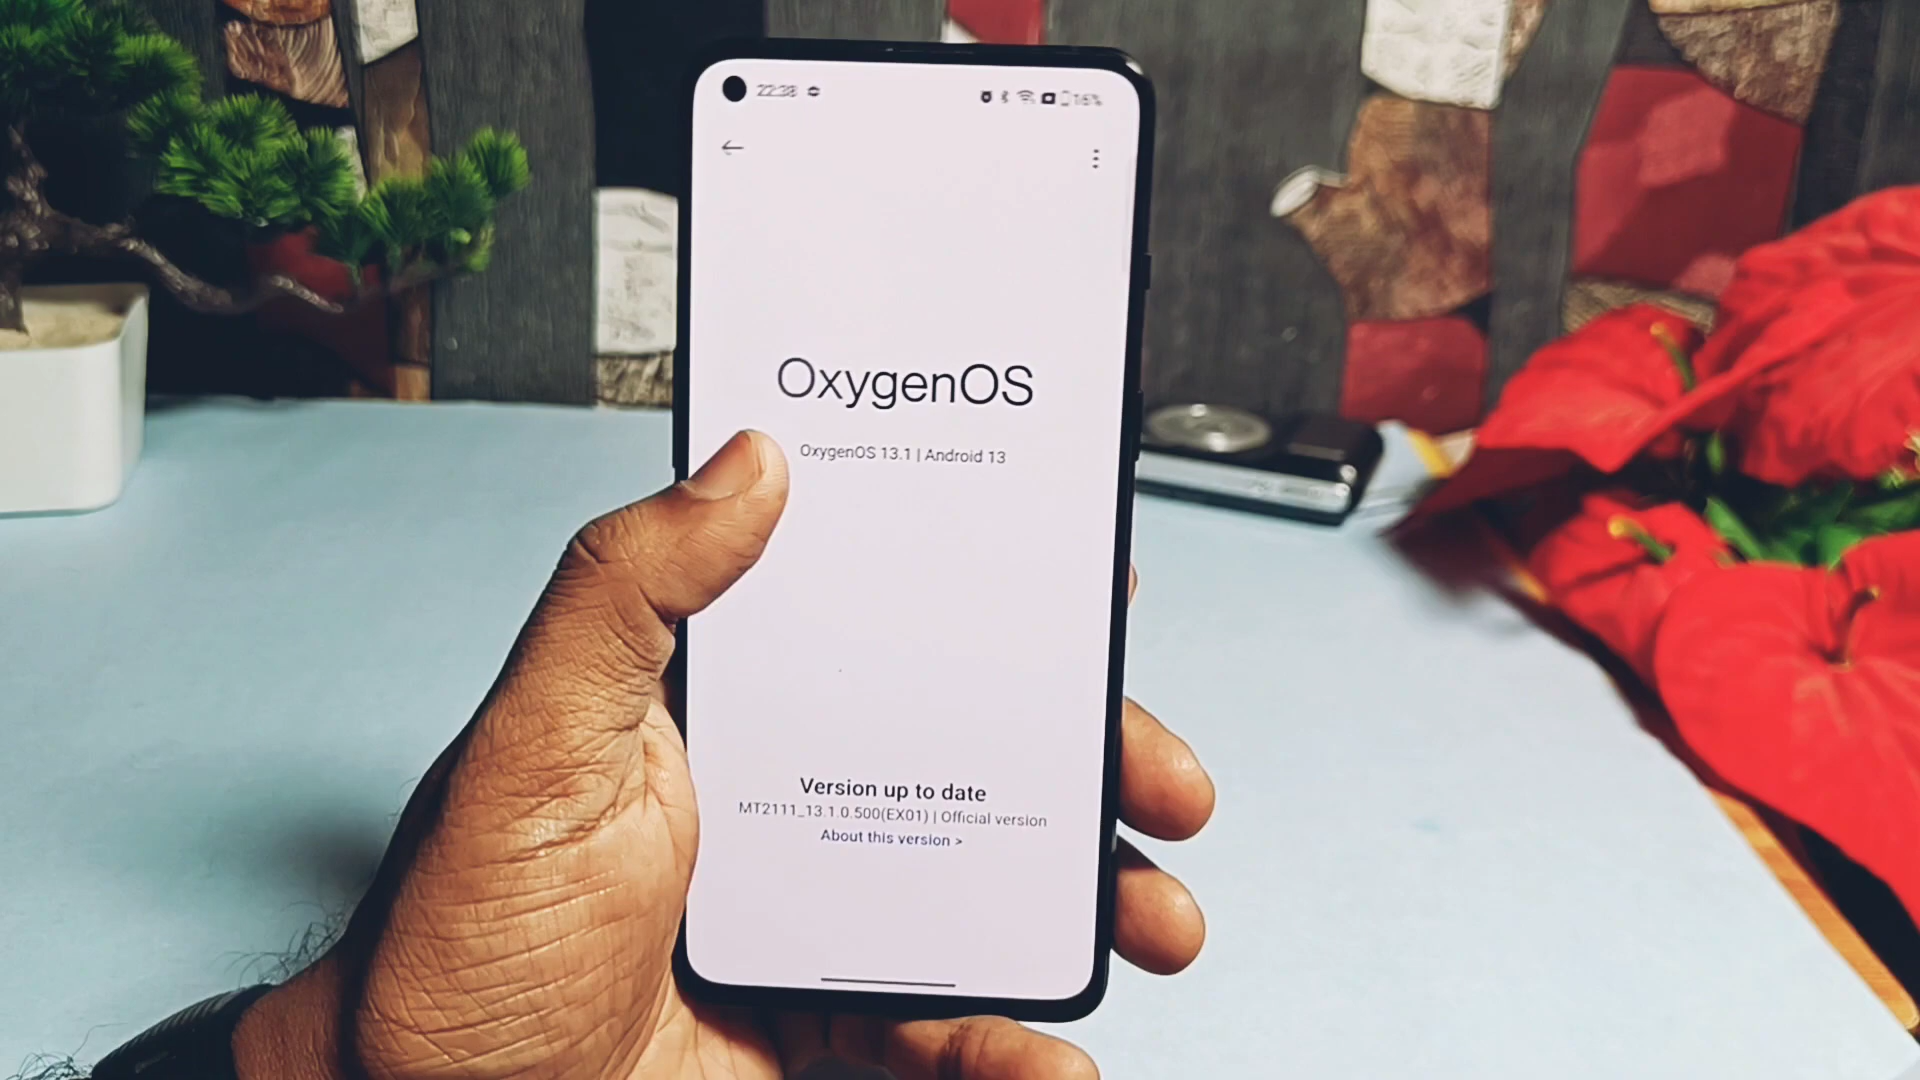 22:38 16%
OxygenOS
OxygenOS 13.1 | Android 13
Version up to date
MT2111_13.1.0.500(EX01) | Official version
About this version >